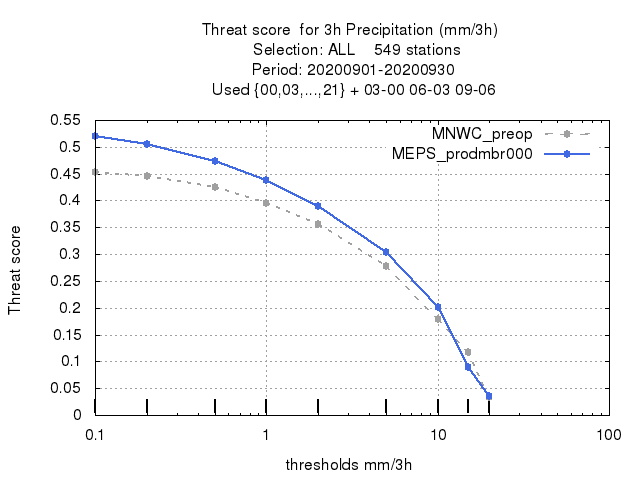 Threat score  for 3h Precipitation (mm/3h)
Selection: ALL    549 stations
Period: 20200901-20200930
Used {00,03,...,21} + 03-00 06-03 09-06
MNWC_preop
MEPS_prodmbr000
0.55
0.5
0.45
0.4
0.35
0.3
0.25
0.2
0.15
0.1
0.05
0
Threat score
0.1 1 10 100
thresholds mm/3h